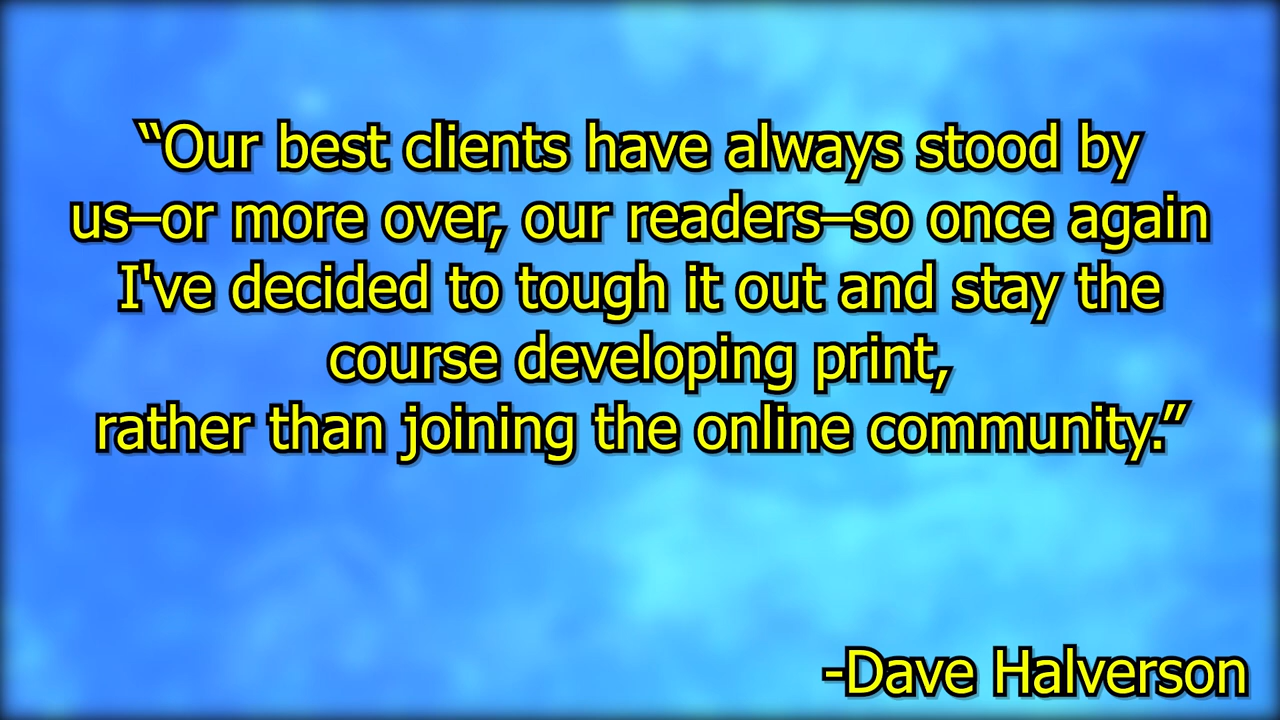 “Our best clients have always stood by
us–or more over, our readers–so once again
I've decided to tough it out and stay the
course developing print,
rather than joining the online community.”
-Dave Halverson